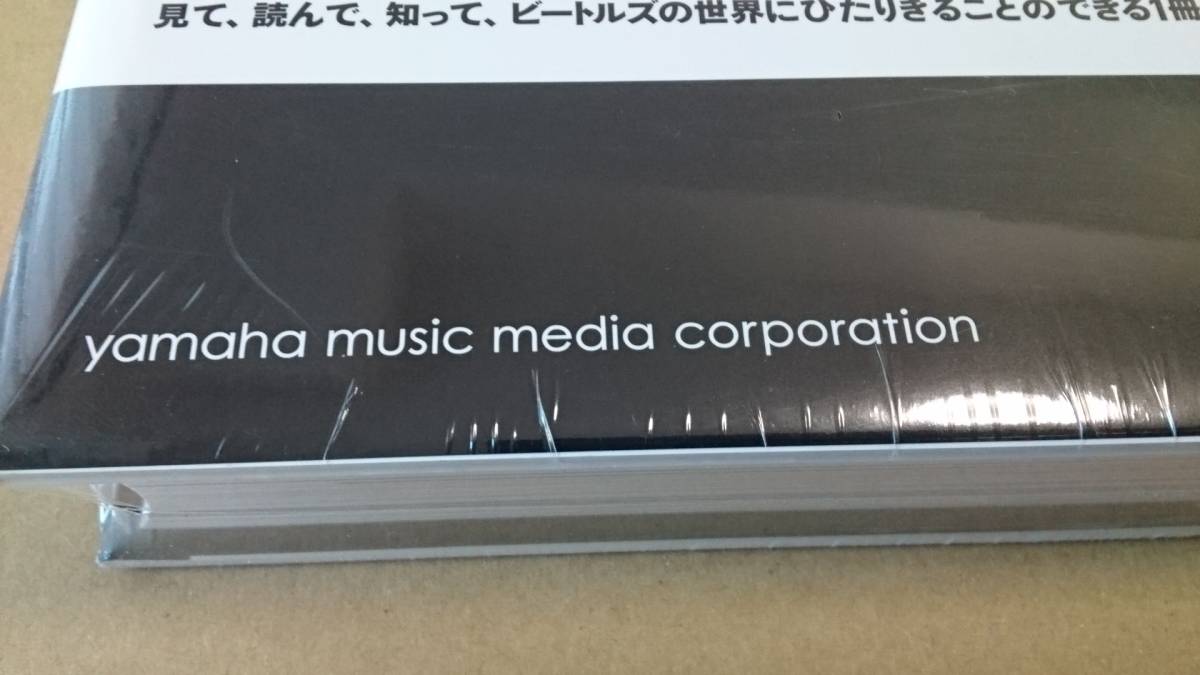 見て、読んで、知って、ビートルズの世界にひたりきることのできる1冊
yamaha music media corporation